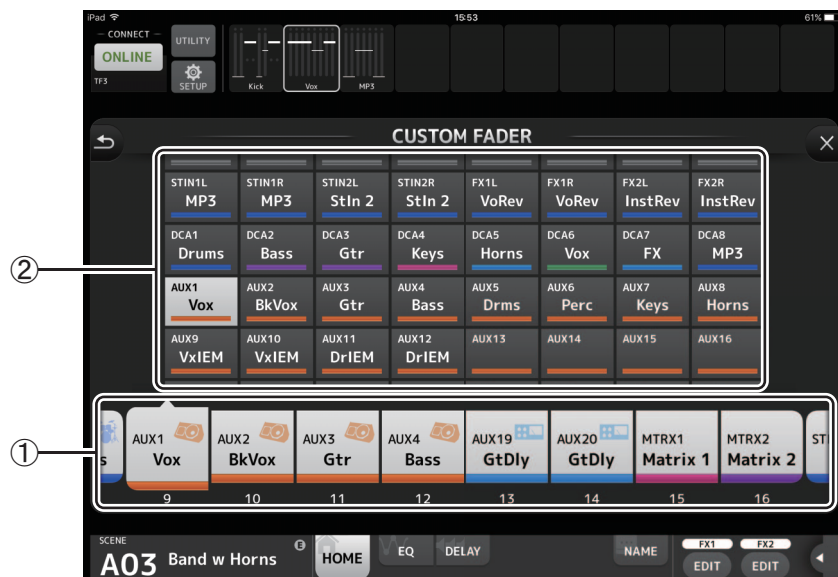 iPad 15:53 61%
CONNECT
ONLINE
TF3
UTILITY
SETUP
Kick Vox MP3
CUSTOM FADER
STIN1L STIN1R STIN2L STIN2R FX1L FX1R FX2L FX2R
MP3 MP3 StIn 2 StIn 2 VoRev VoRev InstRev InstRev
DCA1 DCA2 DCA3 DCA4 DCA5 DCA6 DCA7 DCA8
Drums Bass Gtr Keys Horns Vox FX MP3
AUX1 AUX2 AUX3 AUX4 AUX5 AUX6 AUX7 AUX8
Vox BkVox Gtr Bass Drms Perc Keys Horns
AUX9 AUX10 AUX11 AUX12 AUX13 AUX14 AUX15 AUX16
VxIEM VxIEM DrIEM DrIEM
②
①
AUX1 AUX2 AUX3 AUX4 AUX19 AUX20 MTRX1 MTRX2 ST
s Vox BkVox Gtr Bass GtDly GtDly Matrix 1 Matrix 2
9 10 11 12 13 14 15 16
SCENE
A03 Band w Horns E
HOME EQ DELAY NAME
FX1 FX2
EDIT EDIT